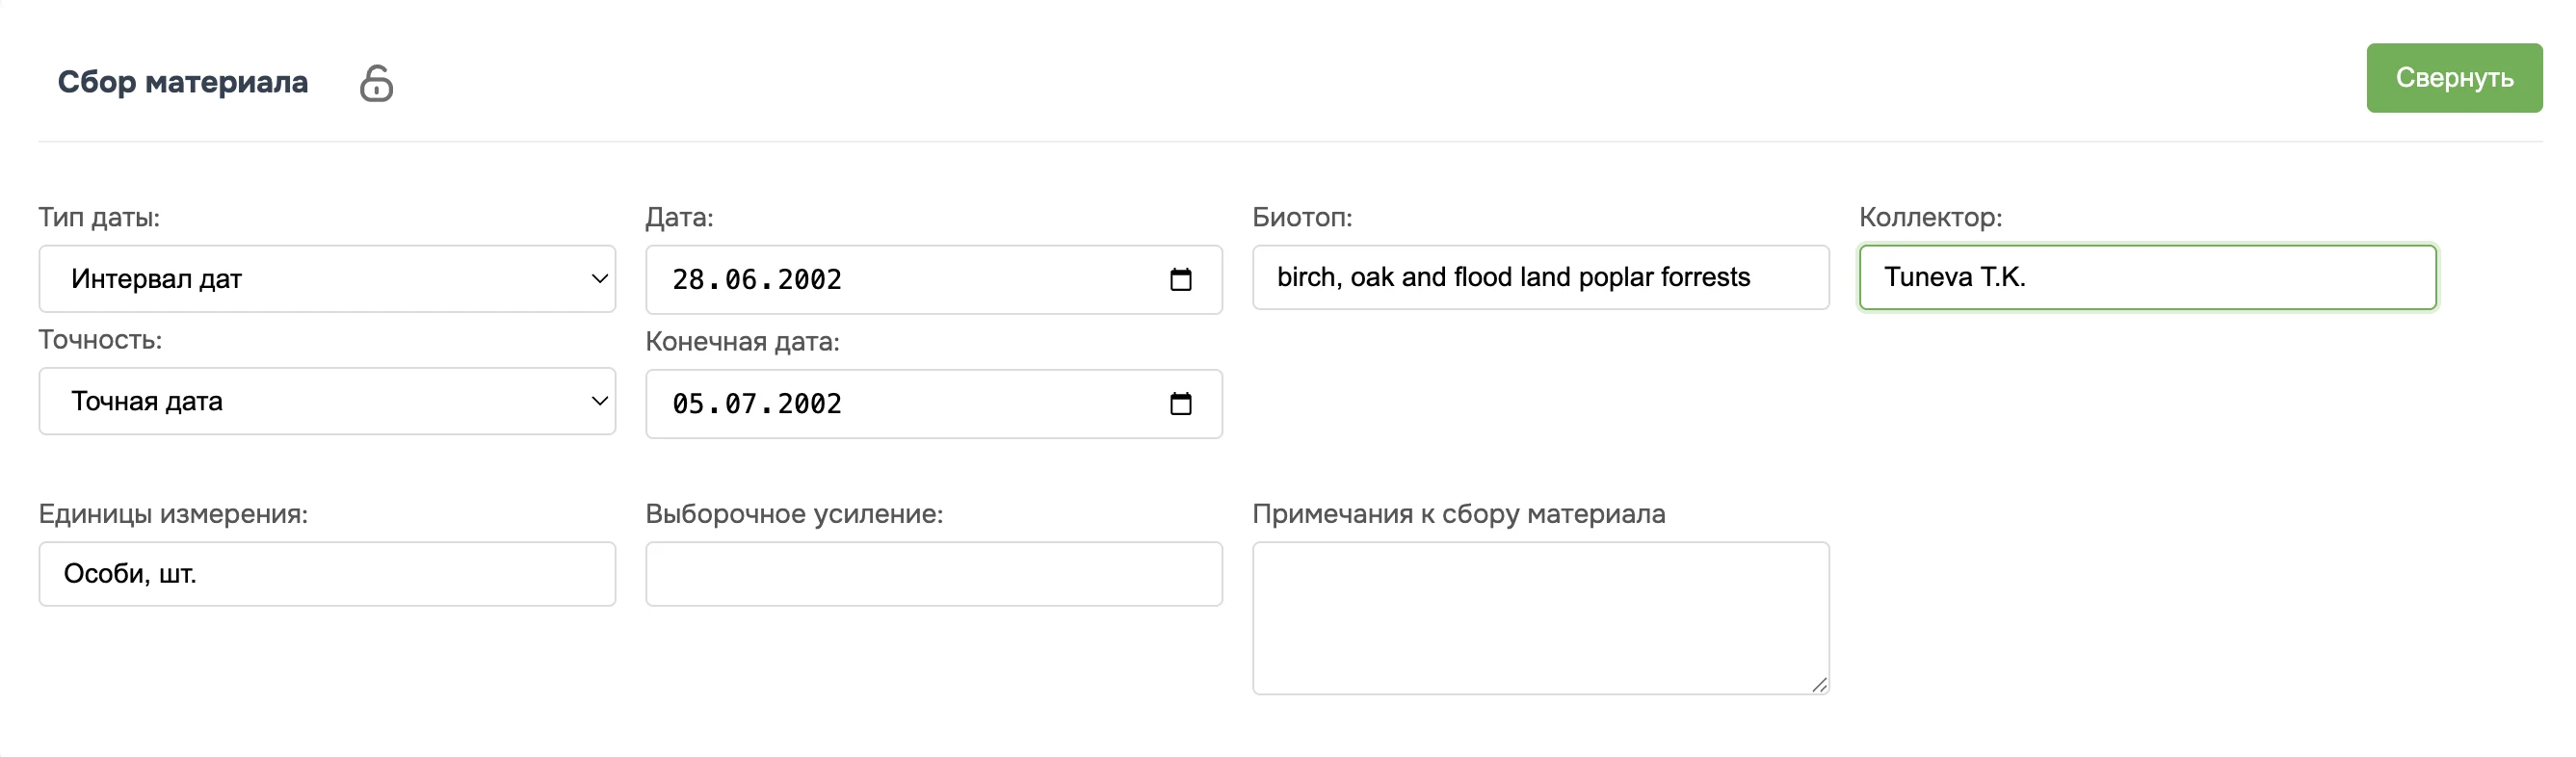 Сбор материала
Свернуть
Тип даты:
Дата:
Биотоп:
Коллектор:
Интервал дат
28.06.2002
birch, oak and flood land poplar forrests
Tuneva T.K.
Точность:
Конечная дата:
Точная дата
05.07.2002
Единицы измерения:
Выборочное усиление:
Примечания к сбору материала
Особи, шт.